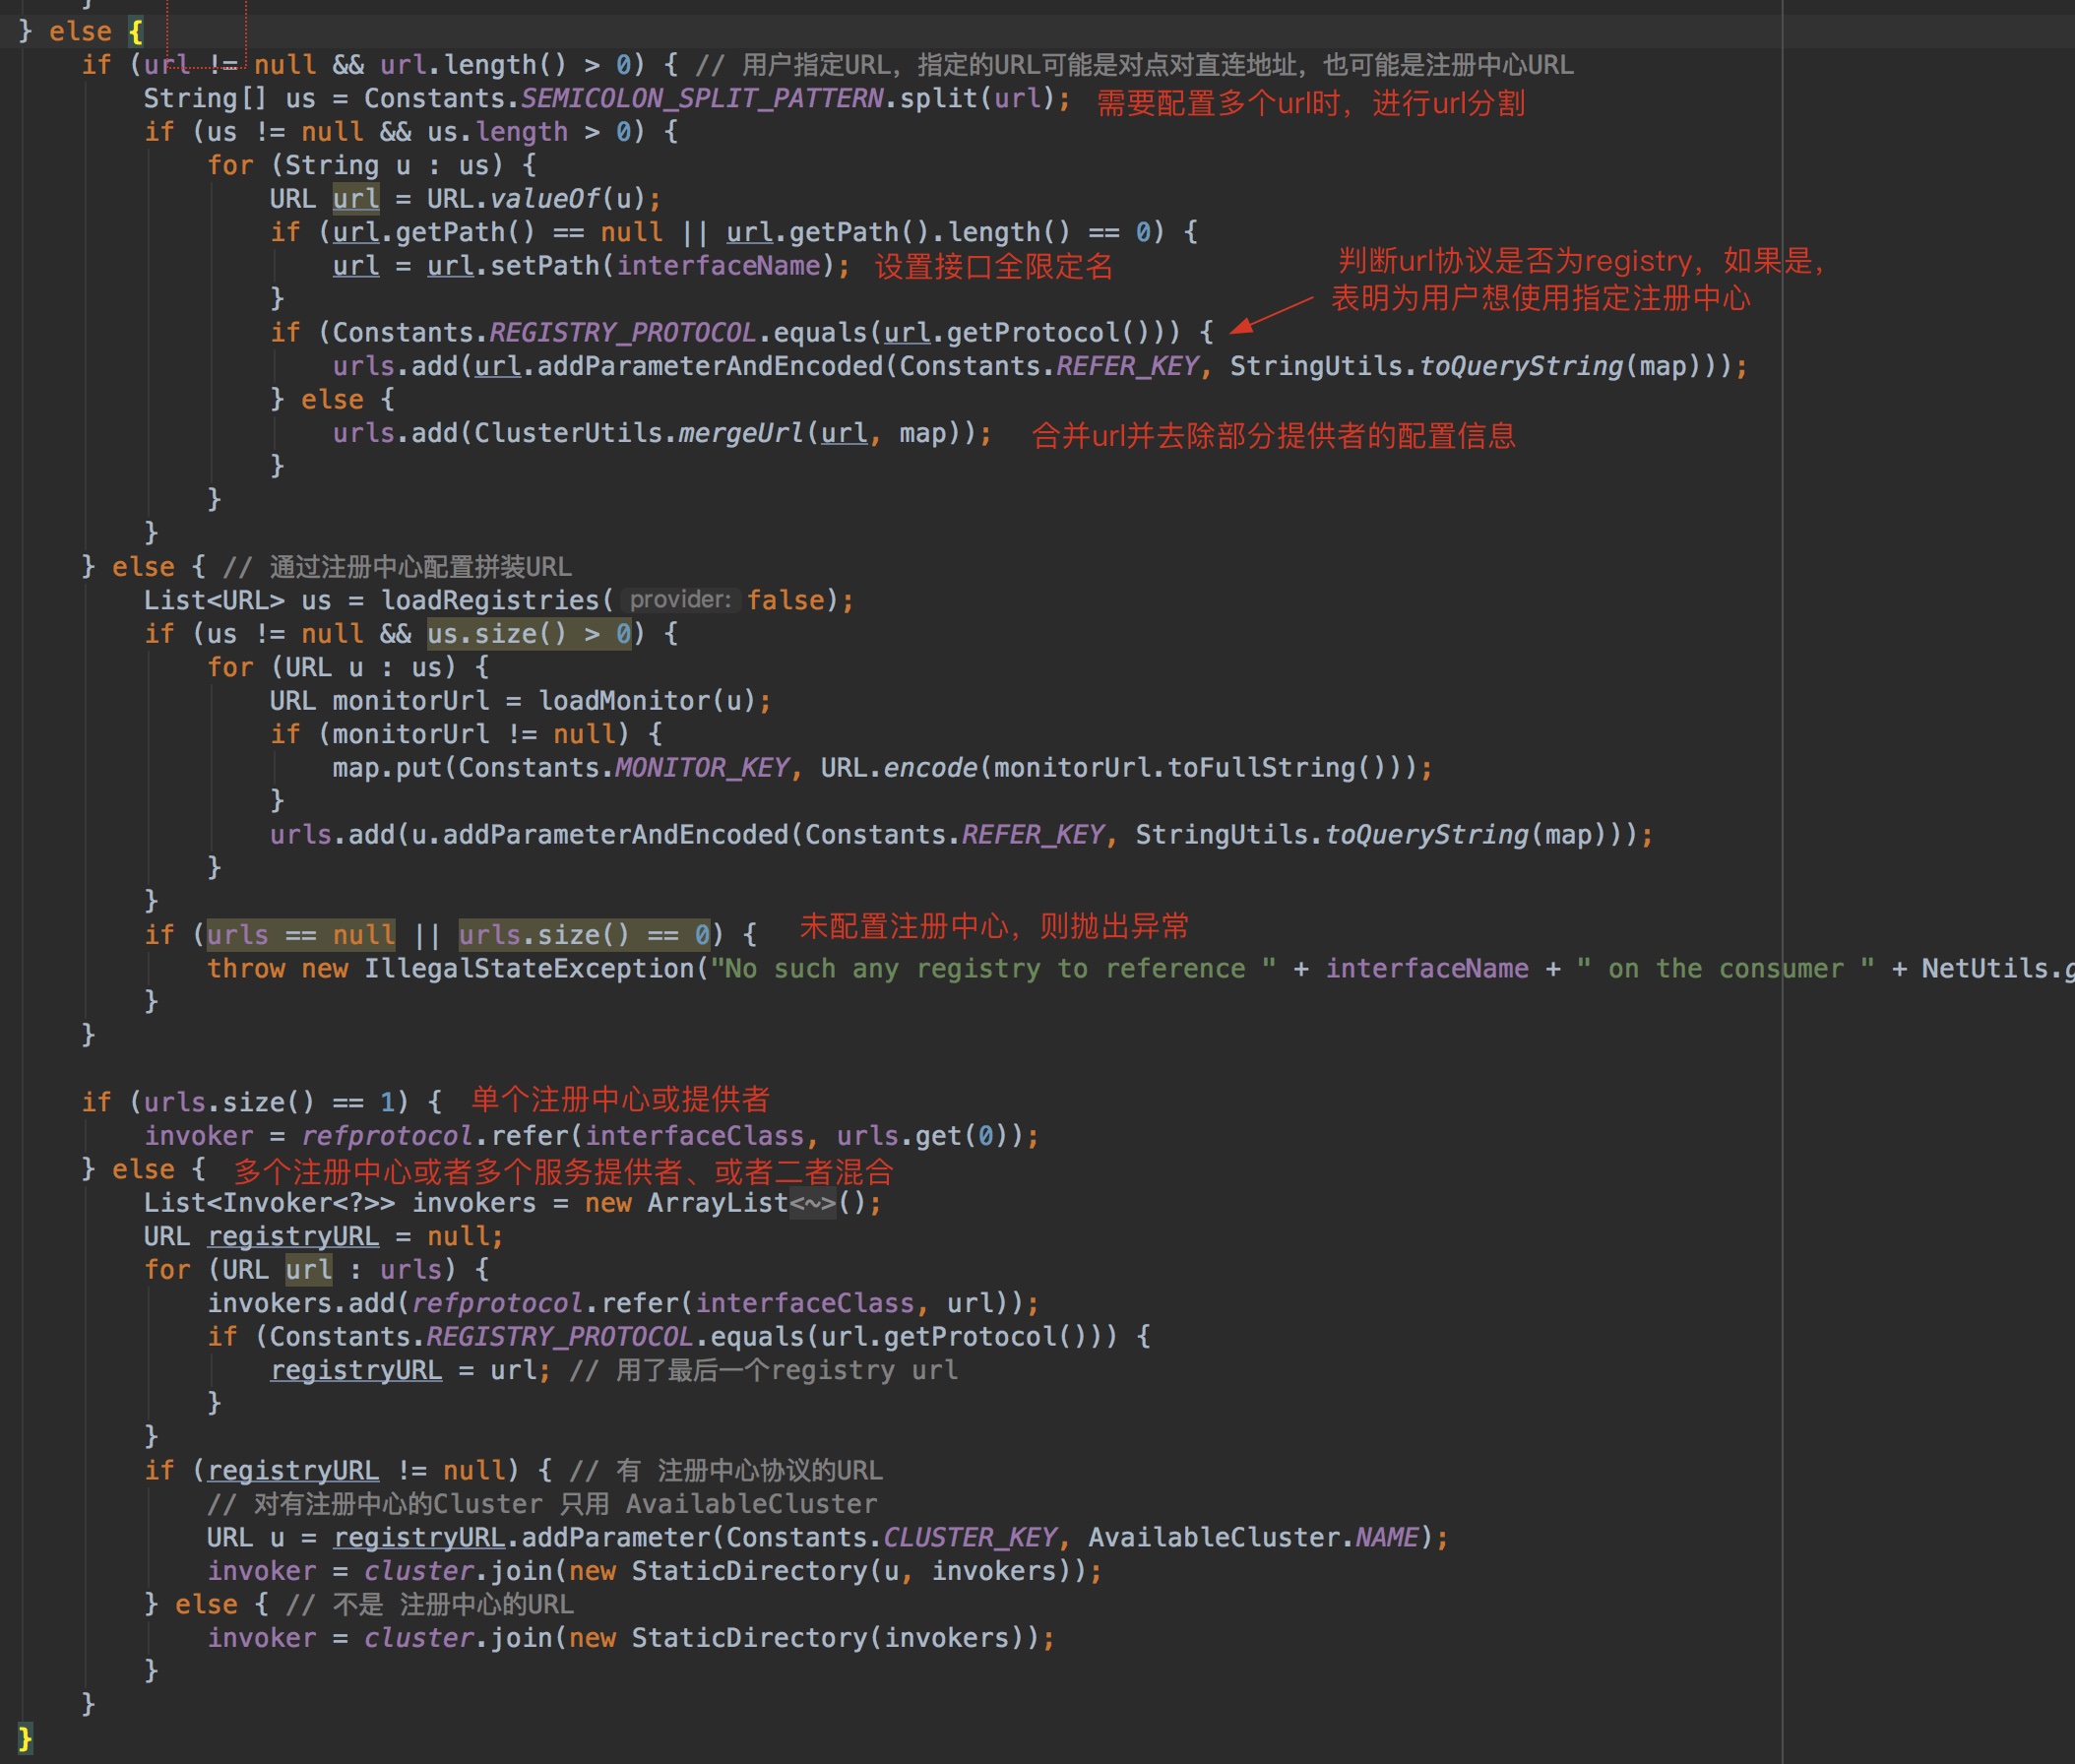 }
} else {
if (url != null && url.length() > 0) { // 用户指定URL，指定的URL可能是对点对直连地址，也可能是注册中心URL
String[] us = Constants.SEMICOLON_SPLIT_PATTERN.split(url); 需要配置多个url时，进行url分割
if (us != null && us.length > 0) {
for (String u : us) {
URL url = URL.valueOf(u);
if (url.getPath() == null || url.getPath().length() == 0) {
url = url.setPath(interfaceName); 设置接口全限定名
判断url协议是否为registry，如果是，
}
表明为用户想使用指定注册中心
if (Constants.REGISTRY_PROTOCOL.equals(url.getProtocol())) {
urls.add(url.addParameterAndEncoded(Constants.REFER_KEY, StringUtils.toQueryString(map)));
} else {
urls.add(ClusterUtils.mergeUrl(url, map)); 合并url并去除部分提供者的配置信息
}
}
}
} else { // 通过注册中心配置拼装URL
List<URL> us = loadRegistries( provider: false);
if (us != null && us.size() > 0) {
for (URL u : us) {
URL monitorUrl = loadMonitor(u);
if (monitorUrl != null) {
map.put(Constants.MONITOR_KEY, URL.encode(monitorUrl.toFullString()));
}
urls.add(u.addParameterAndEncoded(Constants.REFER_KEY, StringUtils.toQueryString(map)));
}
}
if (urls == null || urls.size() == 0) { 未配置注册中心，则抛出异常
throw new IllegalStateException("No such any registry to reference " + interfaceName + " on the consumer " + NetUtils.g
}
}
if (urls.size() == 1) { 单个注册中心或提供者
invoker = refprotocol.refer(interfaceClass, urls.get(0));
} else { 多个注册中心或者多个服务提供者、或者二者混合
List<Invoker<?>> invokers = new ArrayList<~>();
URL registryURL = null;
for (URL url : urls) {
invokers.add(refprotocol.refer(interfaceClass, url));
if (Constants.REGISTRY_PROTOCOL.equals(url.getProtocol())) {
registryURL = url; // 用了最后一个registry url
}
}
if (registryURL != null) { // 有 注册中心协议的URL
// 对有注册中心的Cluster 只用 AvailableCluster
URL u = registryURL.addParameter(Constants.CLUSTER_KEY, AvailableCluster.NAME);
invoker = cluster.join(new StaticDirectory(u, invokers));
} else { // 不是 注册中心的URL
invoker = cluster.join(new StaticDirectory(invokers));
}
}
}